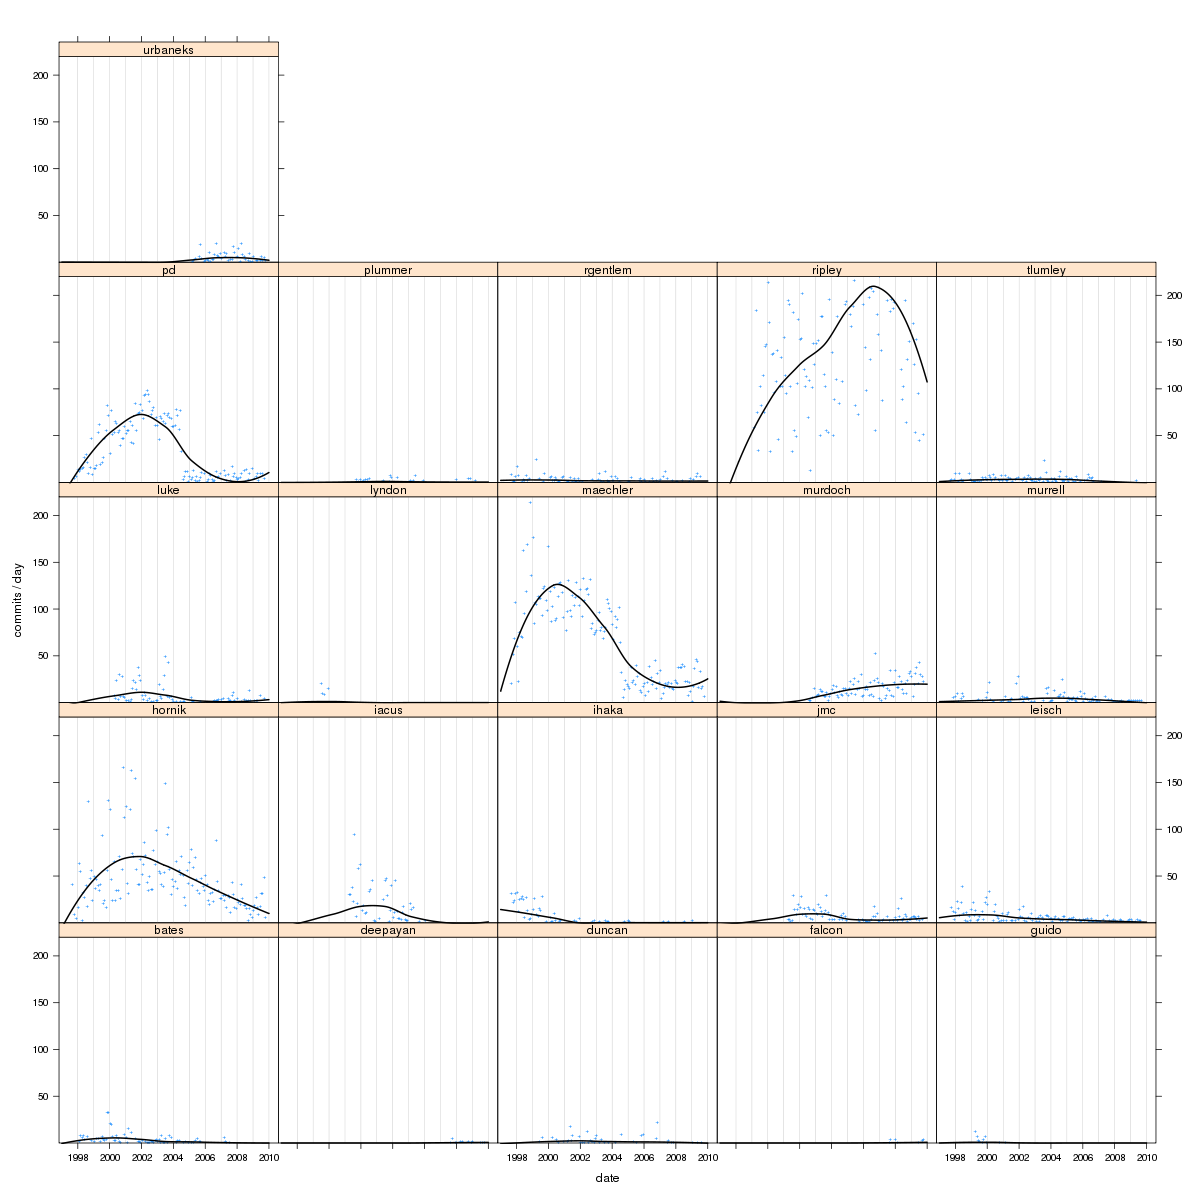 urbaneks
200
150
100
50
pd plummer rgentlem ripley tlumley
200
150
100
50
luke lyndon maechler murdoch murrell
200
150
100
50
commits / day
hornik iacus ihaka jmc leisch
200
150
100
50
bates deepayan duncan falcon guido
200
150
100
50
1998 2000 2002 2004 2006 2008 2010 1998 2000 2002 2004 2006 2008 2010 1998 2000 2002 2004 2006 2008 2010
date